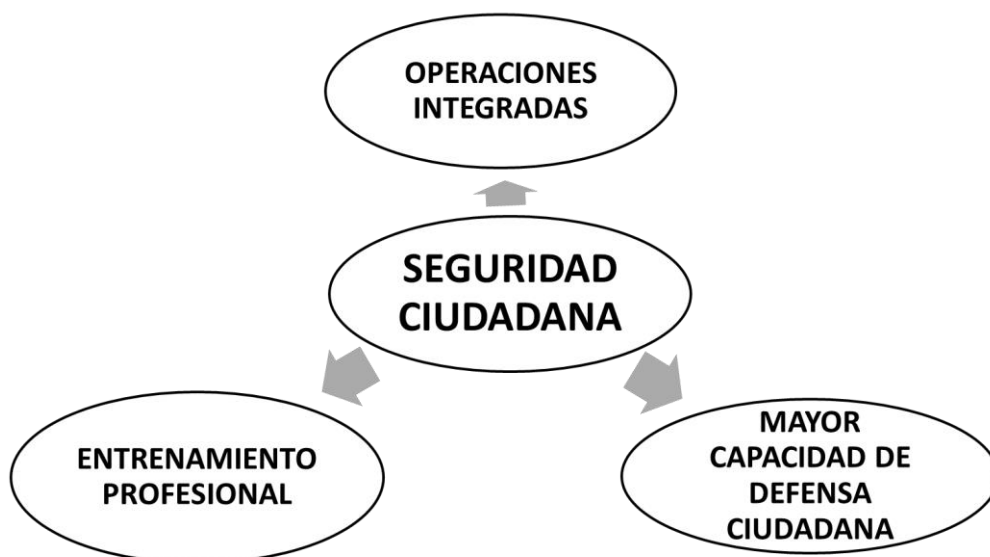 OPERACIONES
INTEGRADAS
SEGURIDAD
CIUDADANA
ENTRENAMIENTO
PROFESIONAL
MAYOR
CAPACIDAD DE
DEFENSA
CIUDADANA